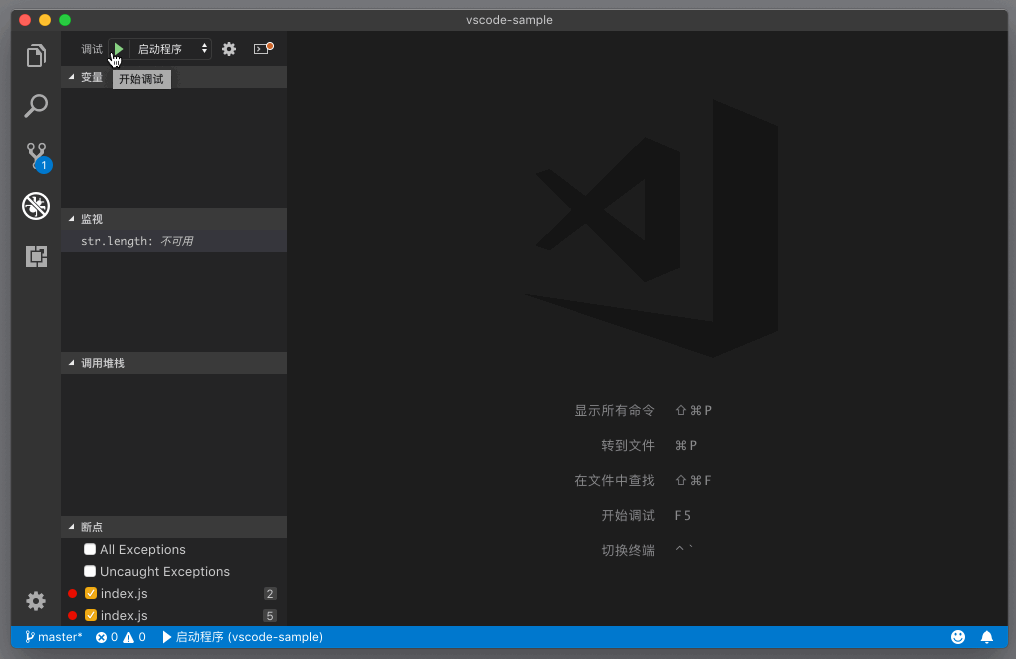 vscode-sample
调试 启动程序
开始调试
变量
1
监视
str.length: 不可用
调用堆栈
断点
All Exceptions
Uncaught Exceptions
index.js 2
index.js 5
显示所有命令 ⇧⌘P
转到文件 ⌘P
在文件中查找 ⇧⌘F
开始调试 F5
切换终端 ^`
master* 0 0 启动程序 (vscode-sample)